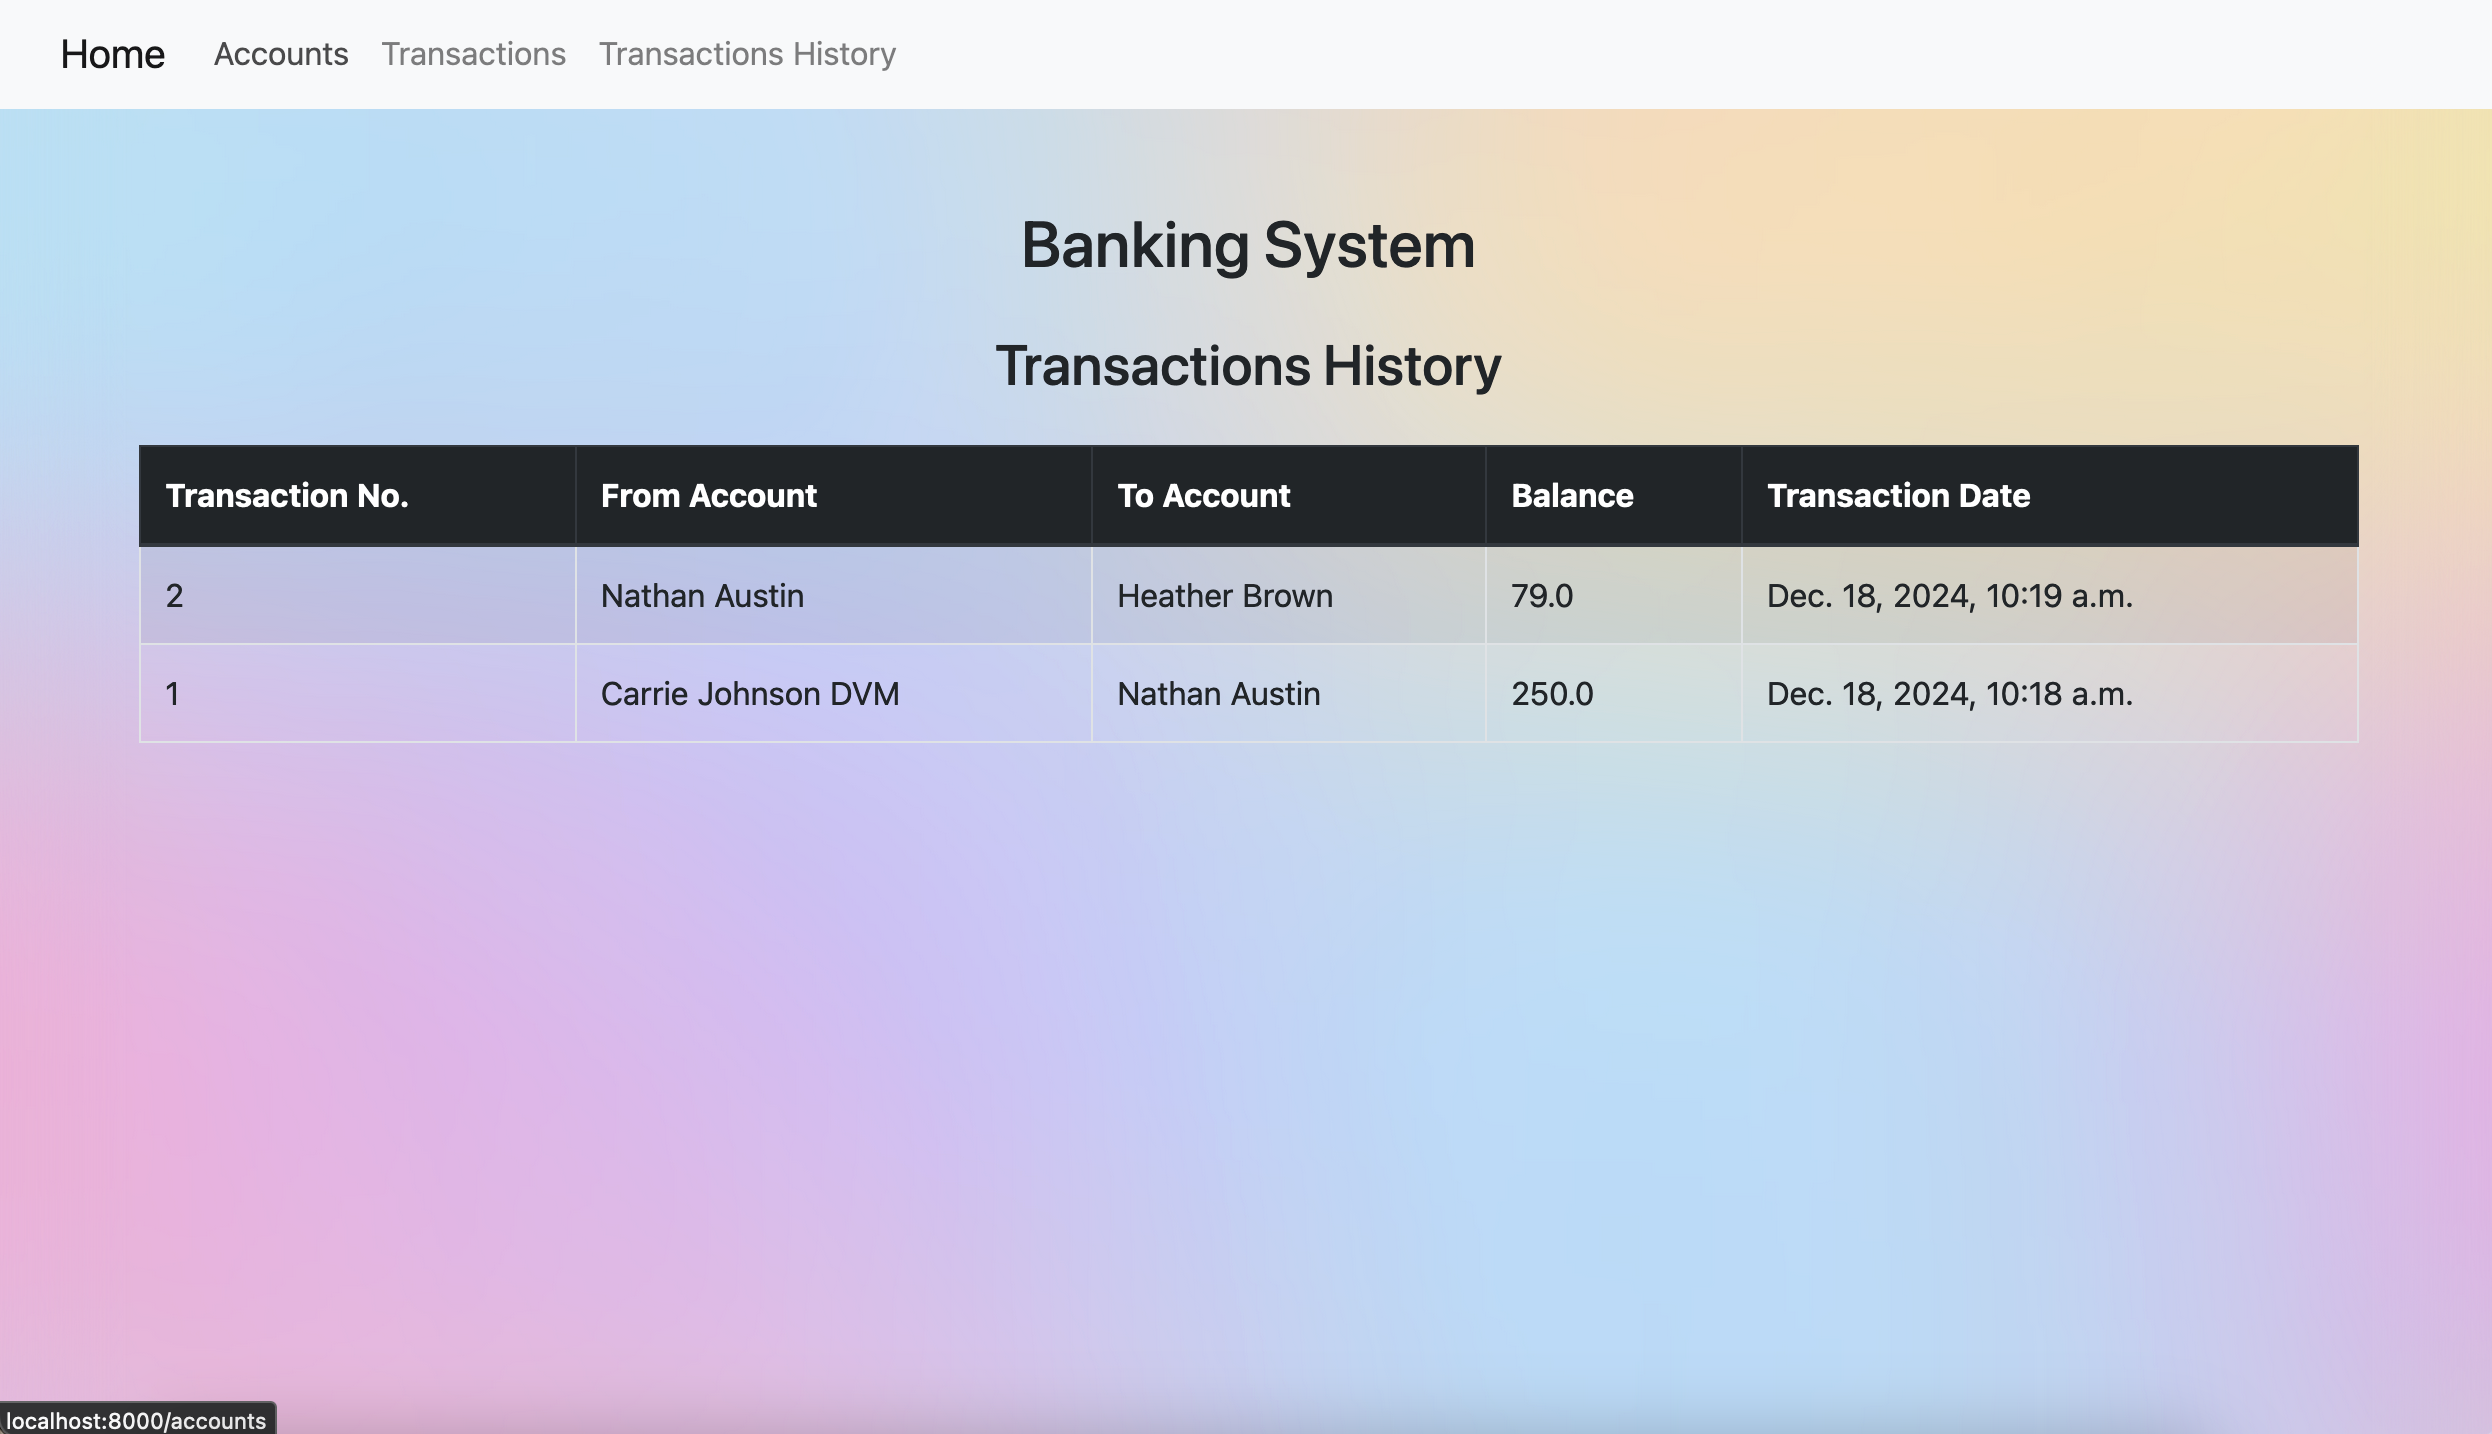 Home Accounts Transactions Transactions History
Banking System
Transactions History
Transaction No. From Account To Account Balance Transaction Date
2 Nathan Austin Heather Brown 79.0 Dec. 18, 2024, 10:19 a.m.
1 Carrie Johnson DVM Nathan Austin 250.0 Dec. 18, 2024, 10:18 a.m.
localhost:8000/accounts